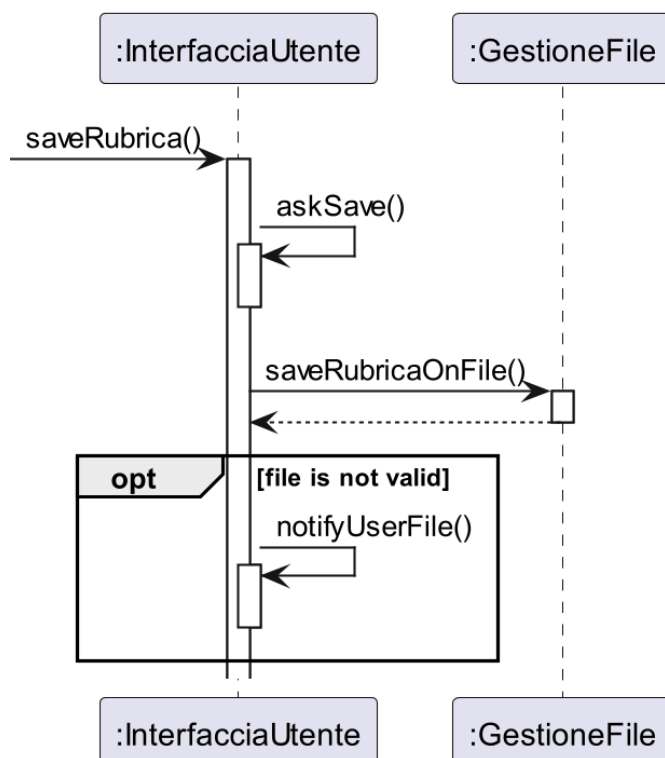 :InterfacciaUtente
:GestioneFile
saveRubrica()
askSave()
saveRubricaOnFile()
opt
[file is not valid]
notifyUserFile()
:InterfacciaUtente
:GestioneFile